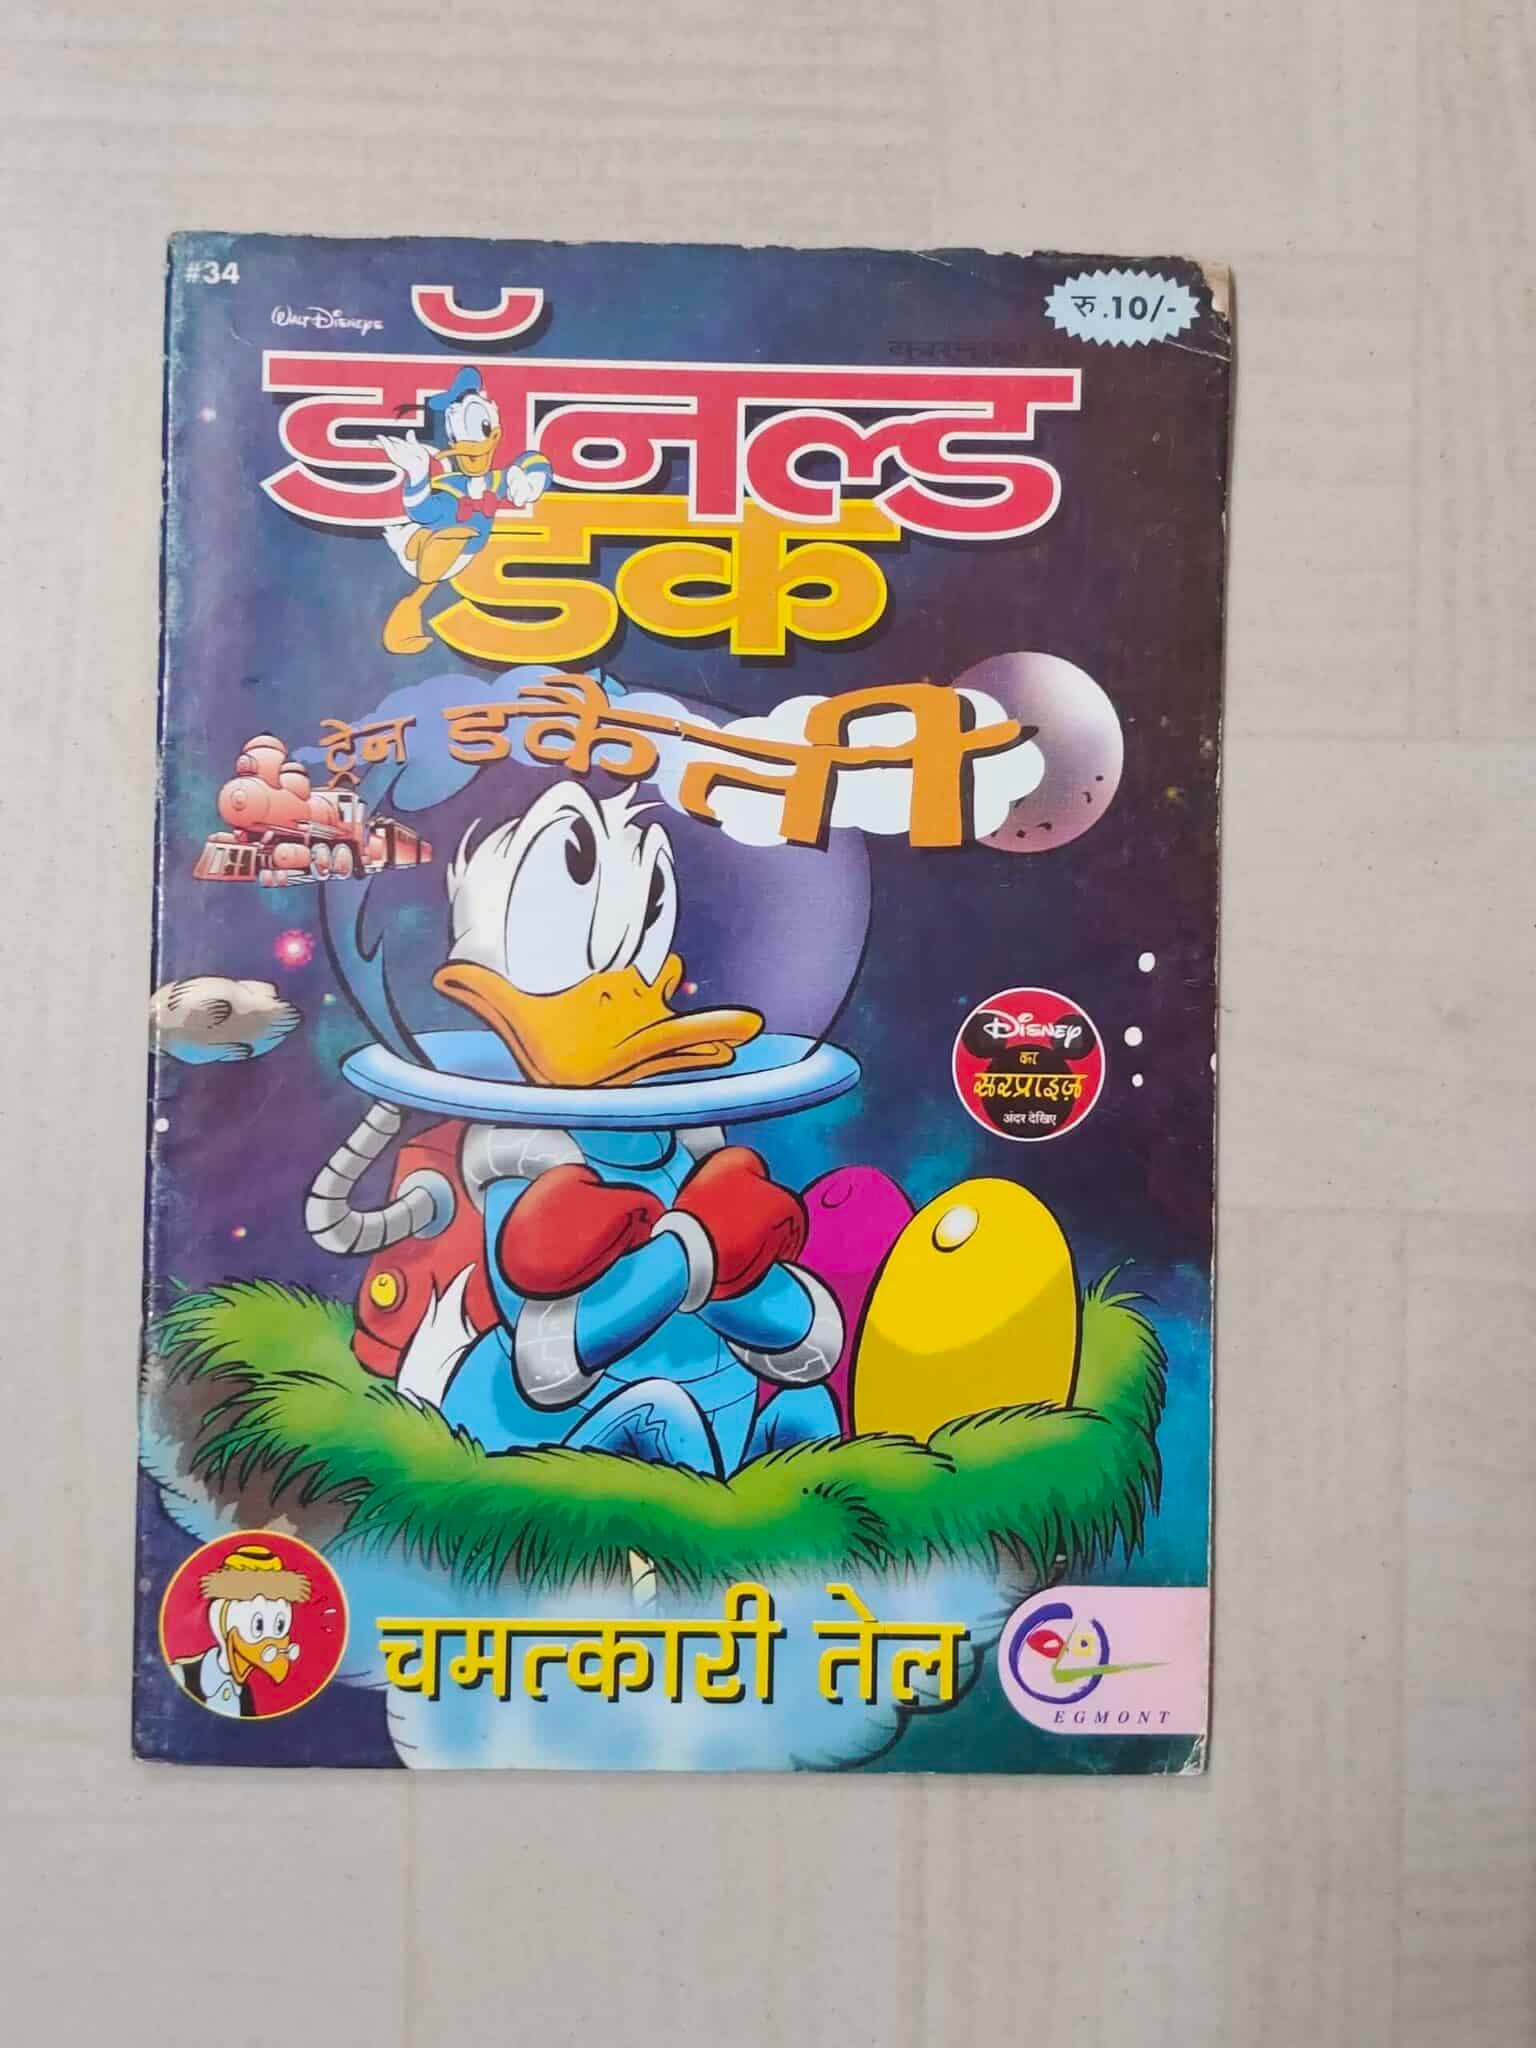 #34
WALT DISNEY'S
रु .10/-
डॉनल्ड
डक
ट्रेन डकैती
DISNEY
का
सरप्राइज़
अंदर देखिए
चमत्कारी तेल
EGMONT